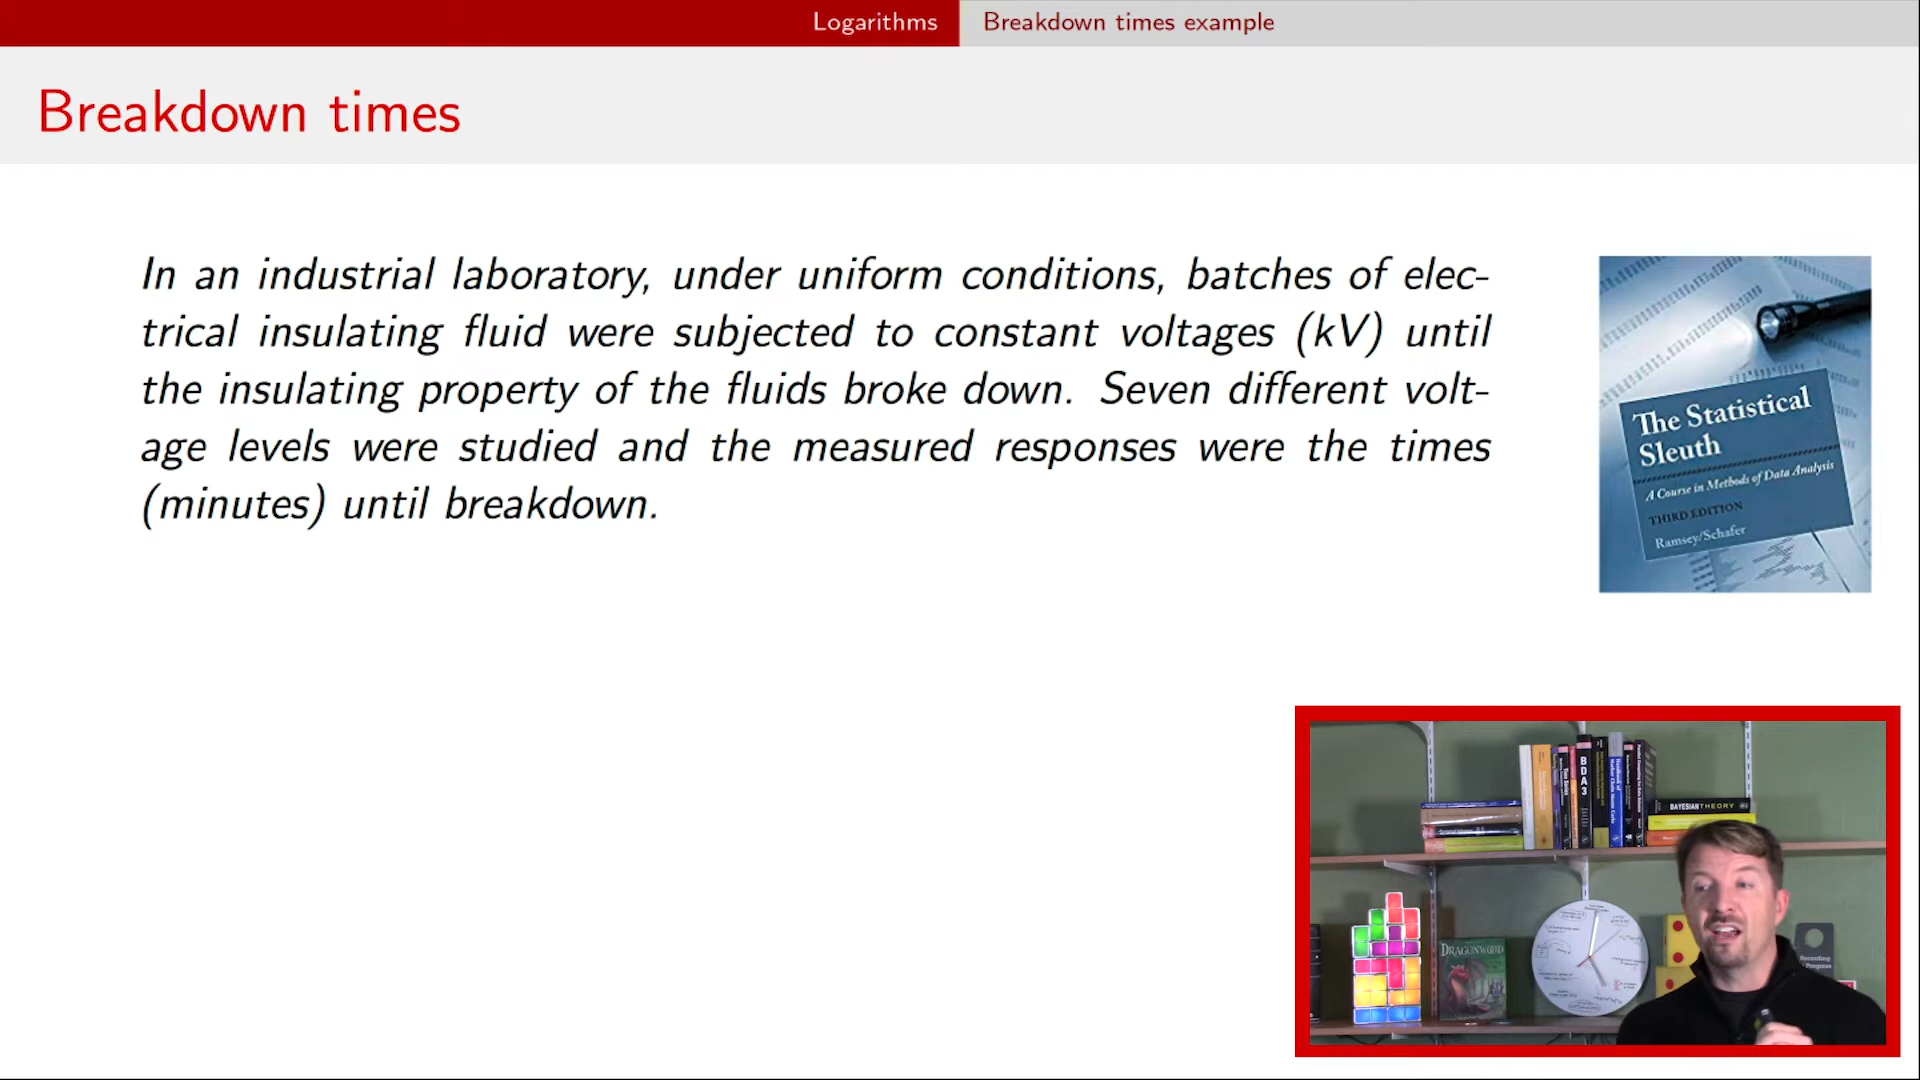 Logarithms
Breakdown times example
Breakdown times
In an industrial laboratory, under uniform conditions, batches of elec-
trical insulating fluid were subjected to constant voltages (kV) until
the insulating property of the fluids broke down. Seven different volt-
age levels were studied and the measured responses were the times
(minutes) until breakdown.
The Statistical
Sleuth
A Course in Methods of Data Analysis
THIRD EDITION
Ramsey/Schafer
BDA3
BAYESIAN THEORY
DRAGONWOOD